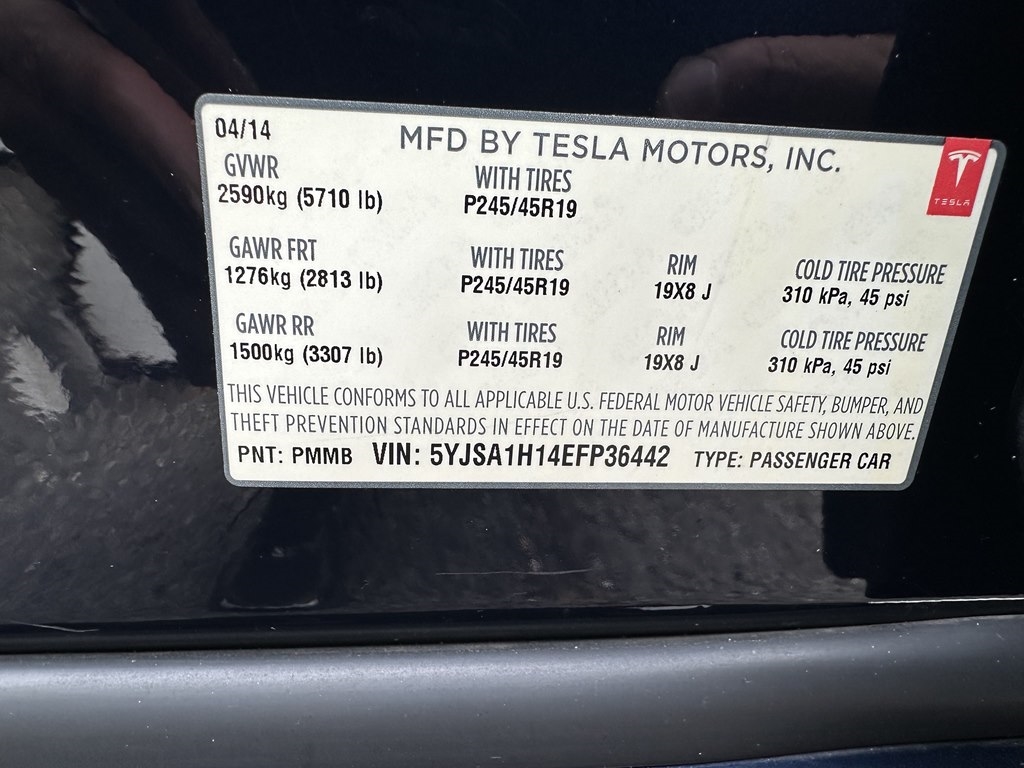 04/14
MFD BY TESLA MOTORS, INC.
TESLA
GVWR WITH TIRES
2590kg (5710 lb) P245/45R19
GAWR FRT WITH TIRES RIM COLD TIRE PRESSURE
1276kg (2813 lb) P245/45R19 19X8 J 310 kPa, 45 psi
GAWR RR WITH TIRES RIM COLD TIRE PRESSURE
1500kg (3307 lb) P245/45R19 19X8 J 310 kPa, 45 psi
THIS VEHICLE CONFORMS TO ALL APPLICABLE U.S. FEDERAL MOTOR VEHICLE SAFETY, BUMPER, AND
THEFT PREVENTION STANDARDS IN EFFECT ON THE DATE OF MANUFACTURE SHOWN ABOVE.
PNT: PMMB VIN: 5YJSA1H14EFP36442 TYPE: PASSENGER CAR